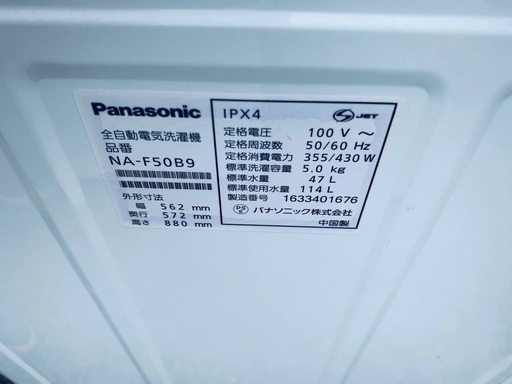 Panasonic
全自動電気洗濯機
品番
NA-F50B9
外形寸法
幅 562 mm
奥行 572 mm
高さ 880 mm
IPX4
S JET
定格電圧 100 V ～
定格周波数 50/60 Hz
定格消費電力 355/430 W
標準洗濯容量 5.0 kg
標準水量 47 L
標準使用水量 114 L
製造番号 1633401676
PS パナソニック株式会社
中国製